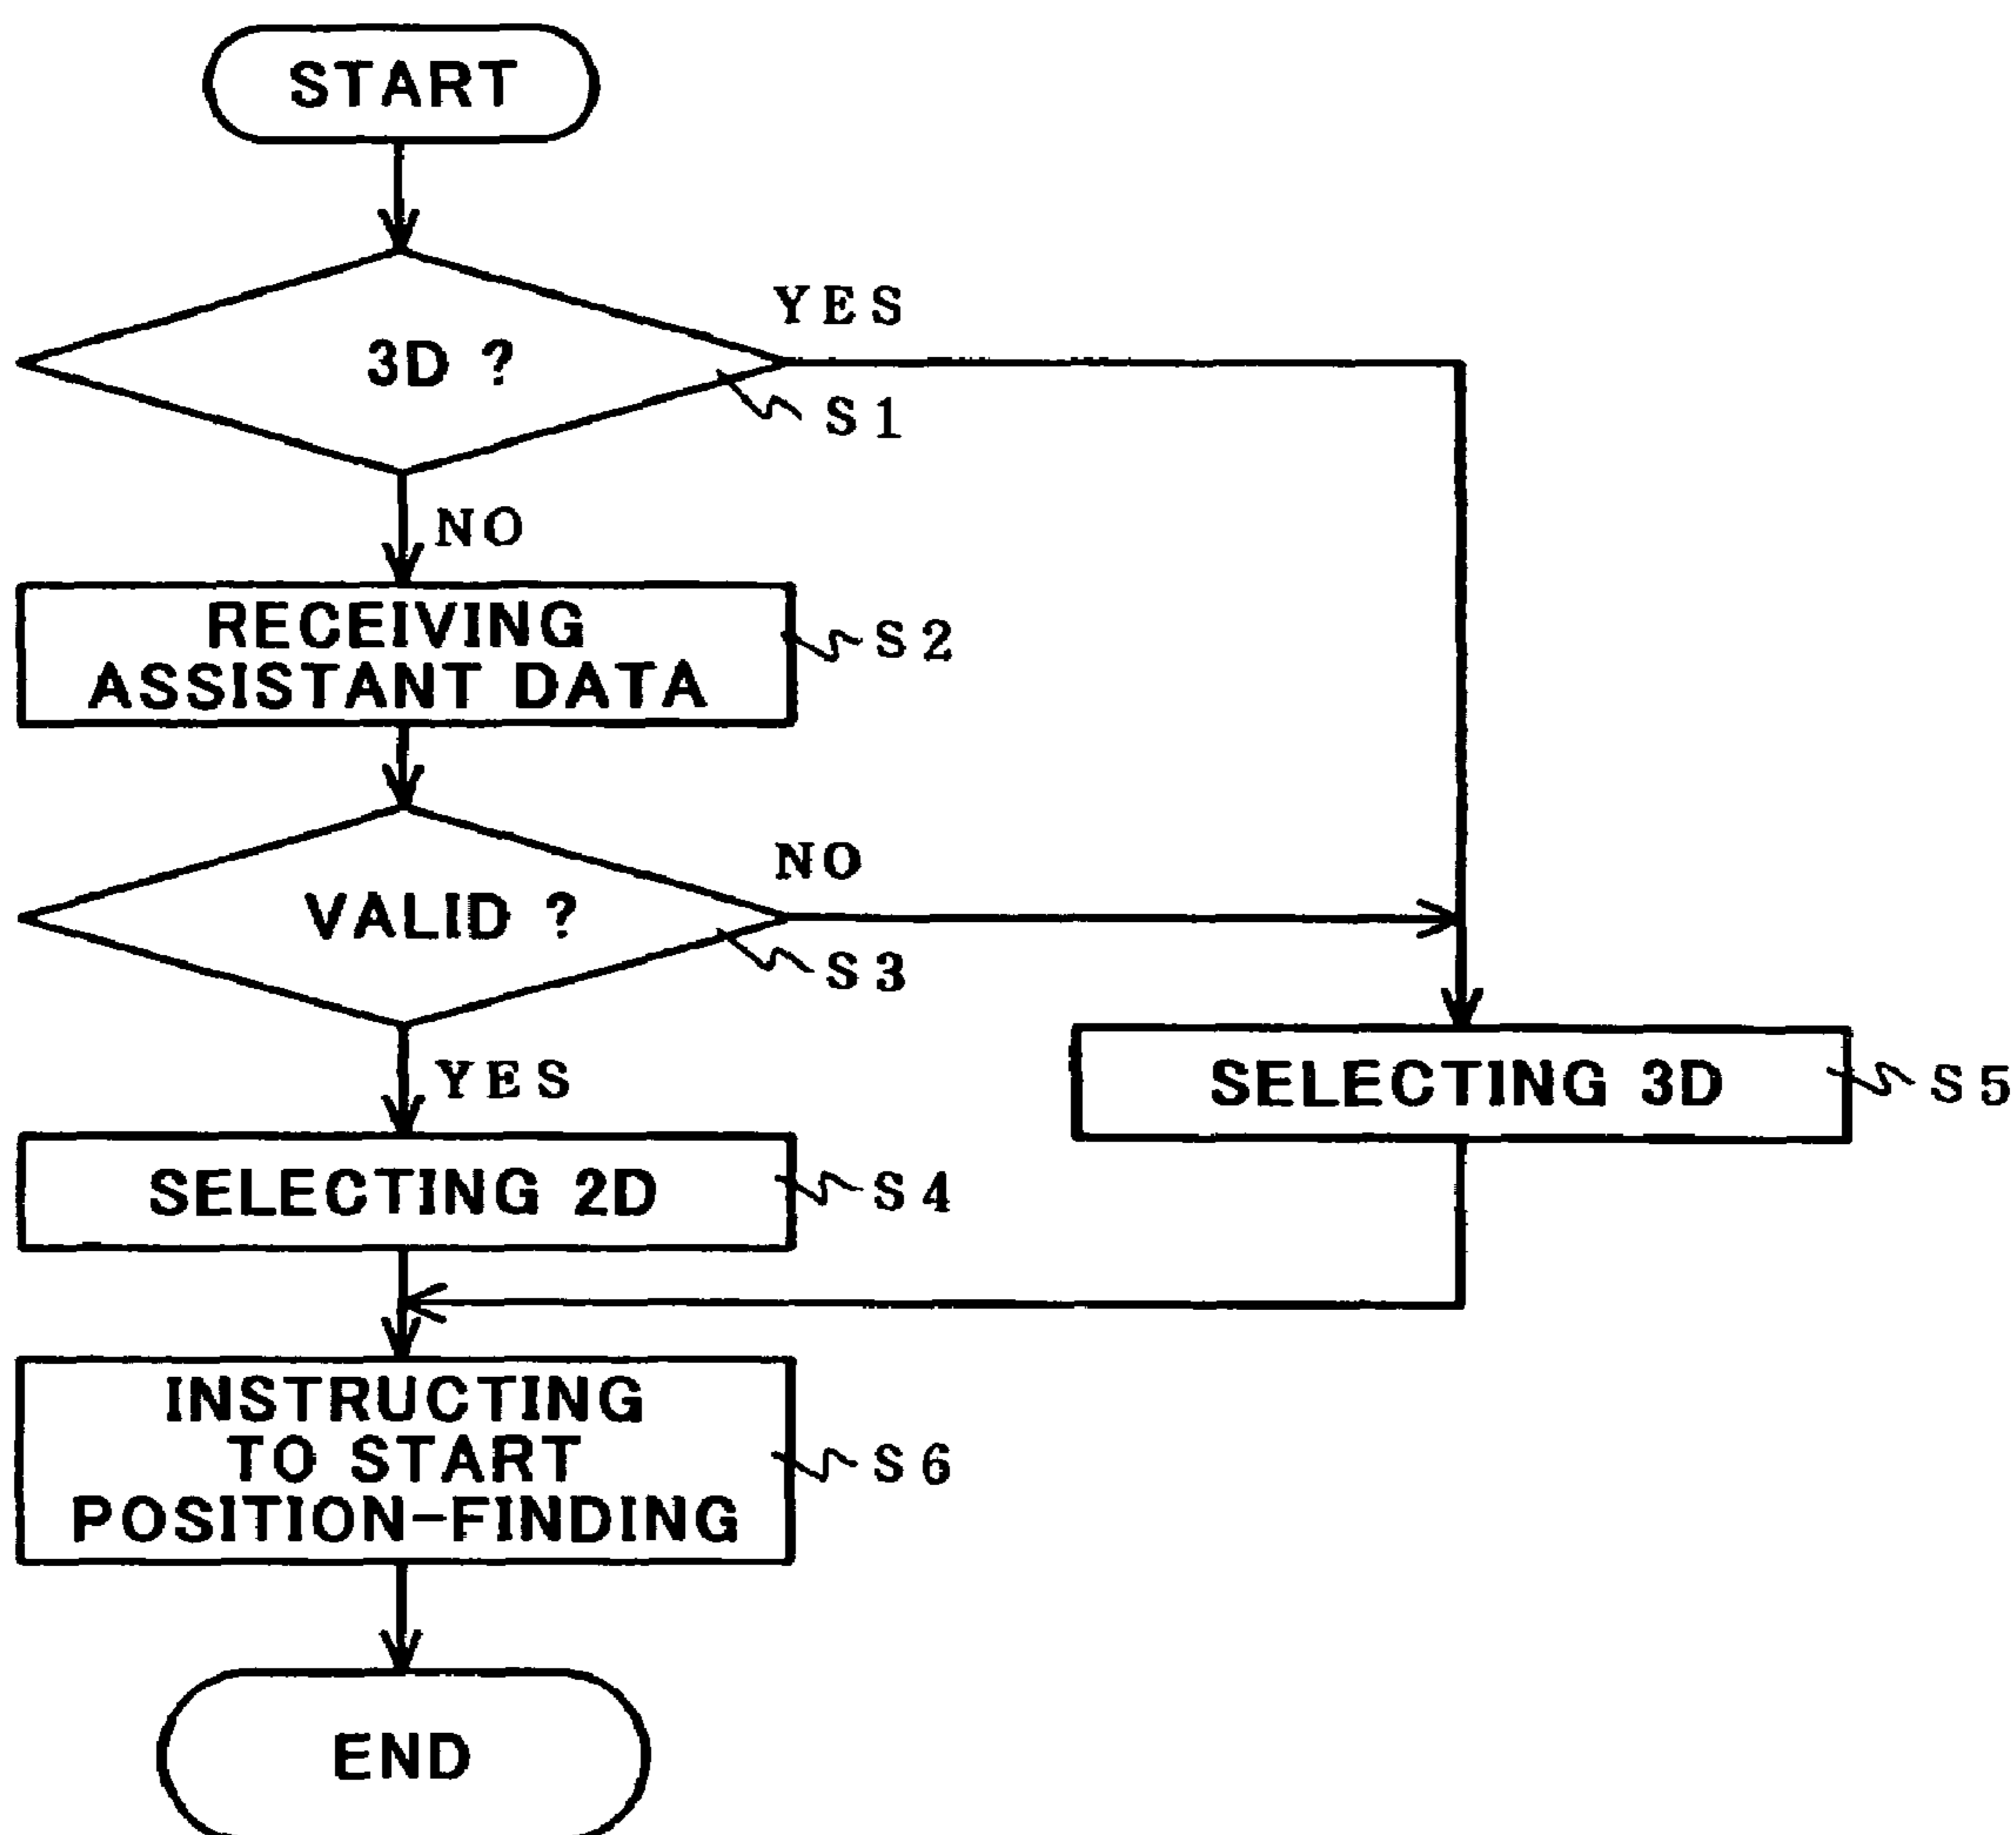 START
3D ?
YES
S1
NO
RECEIVING
ASSISTANT DATA
S2
VALID ?
NO
S3
YES
SELECTING 3D
S5
SELECTING 2D
S4
INSTRUCTING
TO START
POSITION-FINDING
S6
END